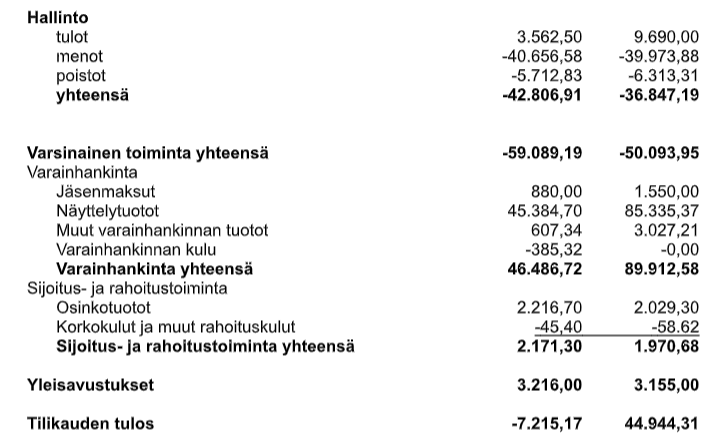 Hallinto
tulot 3.562,50 9.690,00
menot -40.656,58 -39.973,88
poistot -5.712,83 -6.313,31
yhteensä -42.806,91 -36.847,19
Varsinainen toiminta yhteensä -59.089,19 -50.093,95
Varainhankinta
Jäsenmaksut 880,00 1.550,00
Näyttelytuotot 45.384,70 85.335,37
Muut varainhankinnan tuotot 607,34 3.027,21
Varainhankinnan kulu -385,32 -0,00
Varainhankinta yhteensä 46.486,72 89.912,58
Sijoitus- ja rahoitustoiminta
Osinkotuotot 2.216,70 2.029,30
Korkokulut ja muut rahoituskulut -45,40 -58.62
Sijoitus- ja rahoitustoiminta yhteensä 2.171,30 1.970,68
Yleisavustukset 3.216,00 3.155,00
Tilikauden tulos -7.215,17 44.944,31